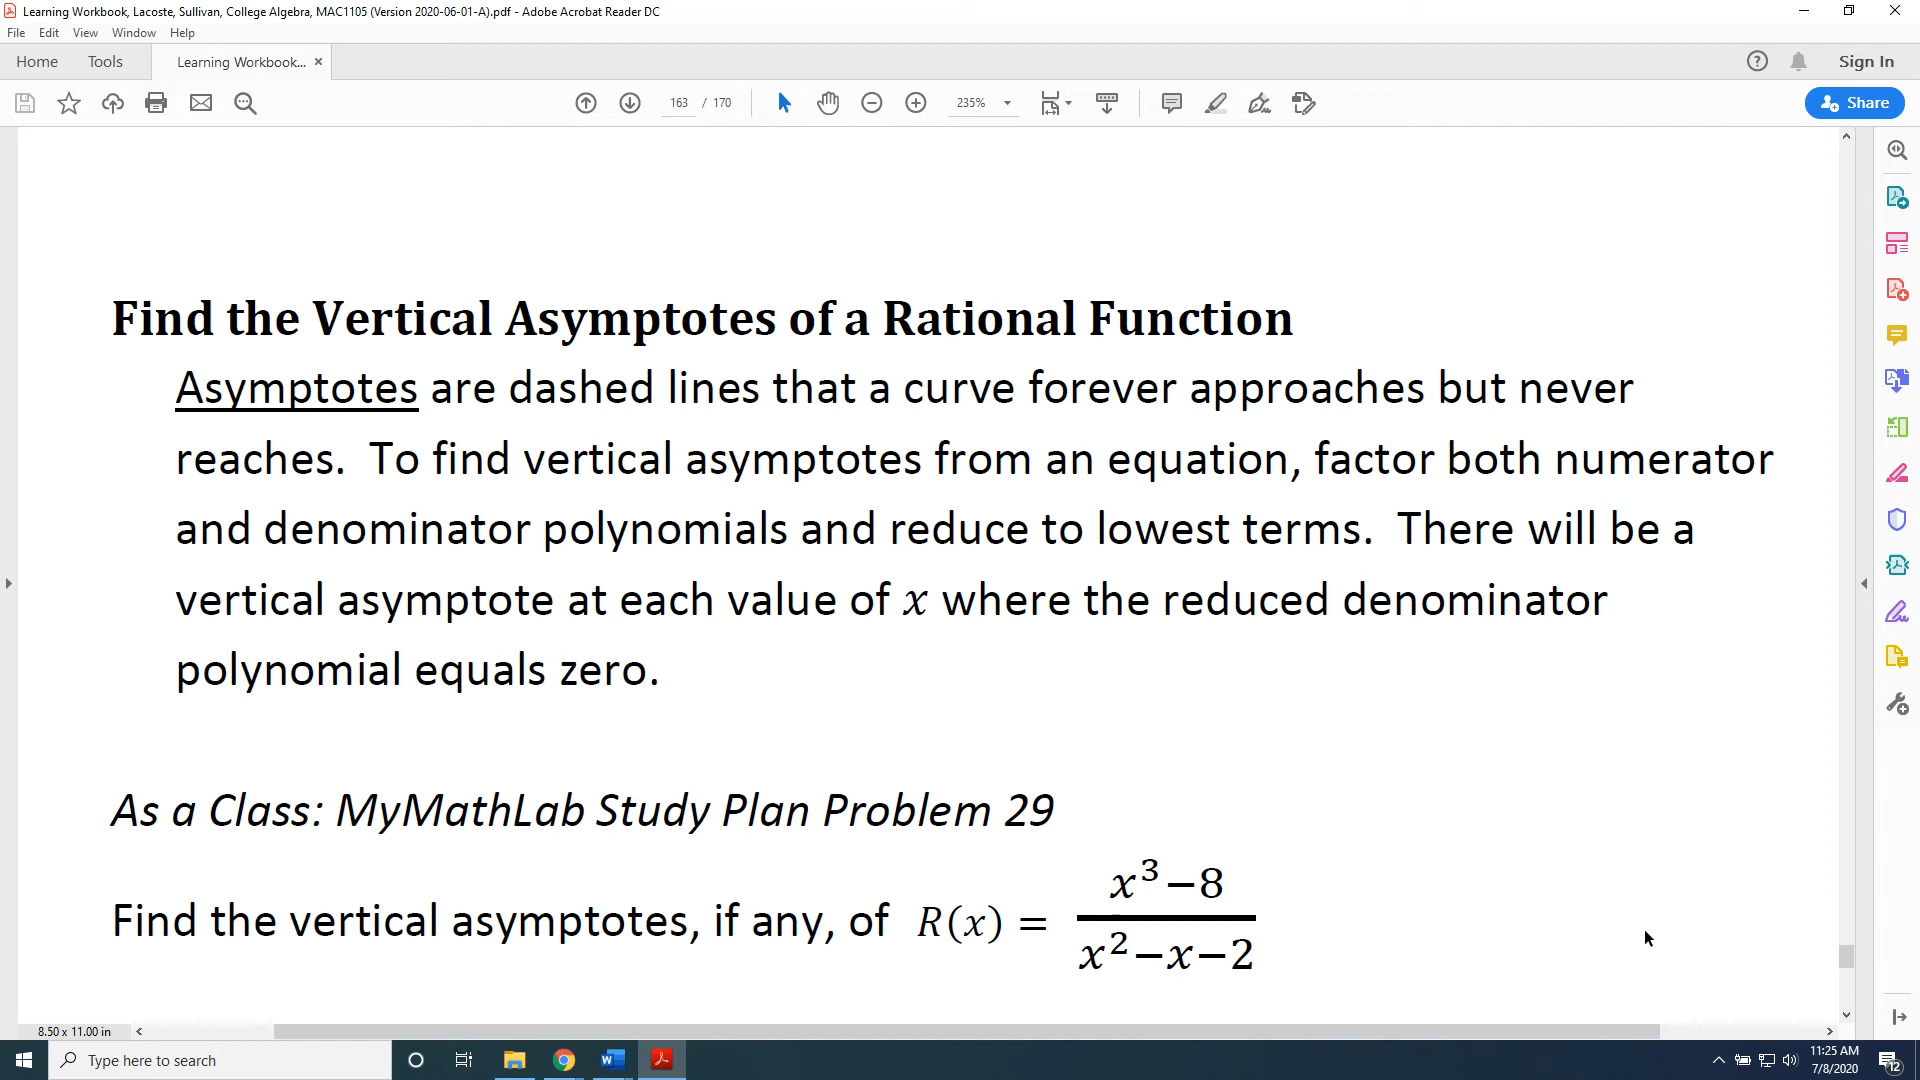 Learning Workbook, Lacoste, Sullivan, College Algebra, MAC1105 (Version 2020-06-01-A).pdf - Adobe Acrobat Reader DC
File Edit View Window Help
Home Tools Learning Workbook... × Sign In
163 / 170 235% Share
Find the Vertical Asymptotes of a Rational Function
Asymptotes are dashed lines that a curve forever approaches but never
reaches. To find vertical asymptotes from an equation, factor both numerator
and denominator polynomials and reduce to lowest terms. There will be a
vertical asymptote at each value of x where the reduced denominator
polynomial equals zero.
As a Class: MyMathLab Study Plan Problem 29
Find the vertical asymptotes, if any, of R(x) = (x³−8)/(x²−x−2)
8.50 x 11.00 in
Type here to search
11:25 AM
7/8/2020
12